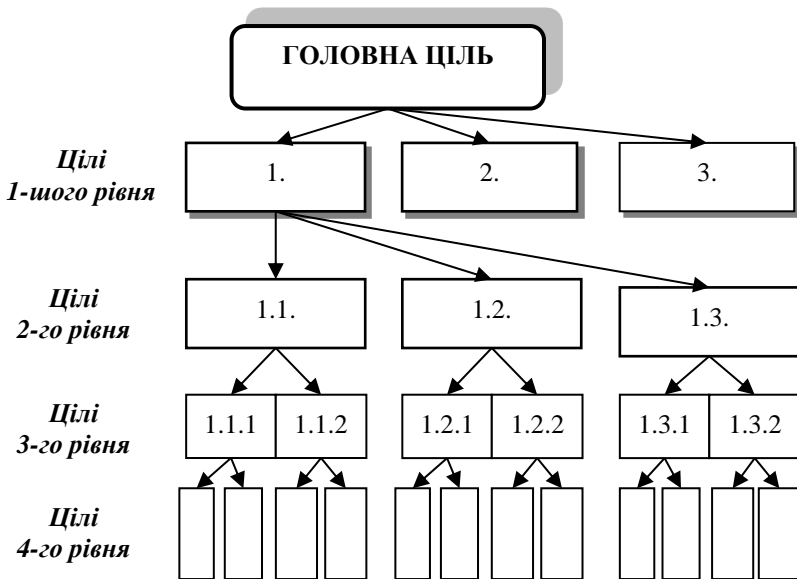 ГОЛОВНА ЦІЛЬ
Цілі
1-шого рівня
1.
2.
3.
Цілі
2-го рівня
1.1.
1.2.
1.3.
Цілі
3-го рівня
1.1.1
1.1.2
1.2.1
1.2.2
1.3.1
1.3.2
Цілі
4-го рівня